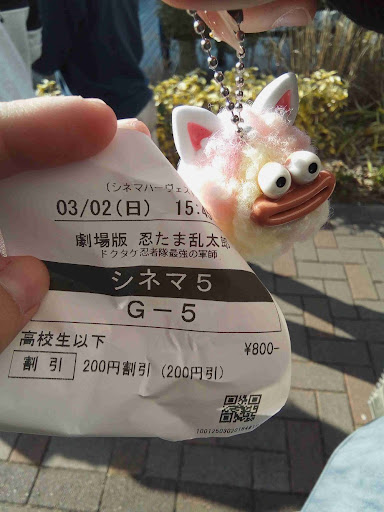 (シネマハーヴェ
03/02(日) 15:4
劇場版 忍たま乱太郎
ドクタケ忍者隊最強の軍師
シネマ5
G-5
高校生以下 ¥800-
割引 200円割引(200円引)